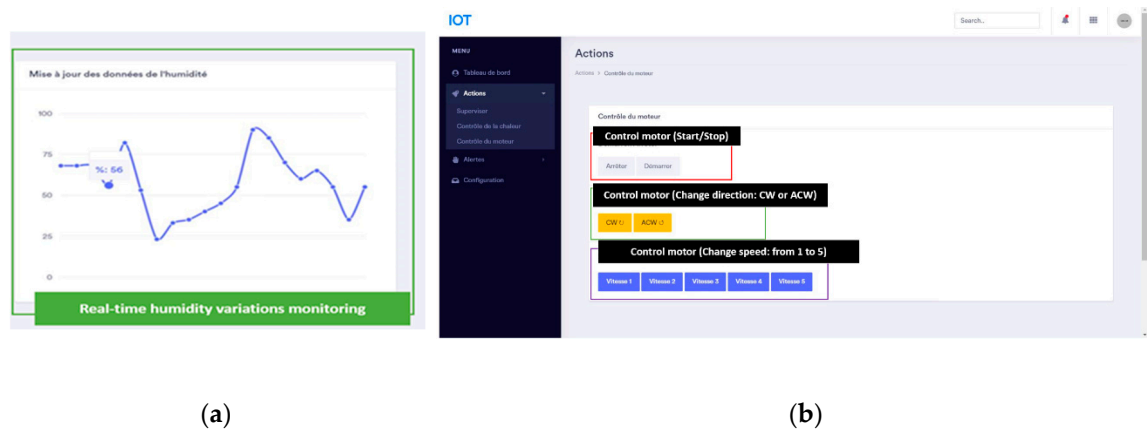 Mise à jour des données de l'humidité
100
75
%: 56
50
25
0
Real-time humidity variations monitoring
(a)
IOT
Search..
MENU
Tableau de bord
Actions
Superviser
Contrôle de la chaleur
Contrôle du moteur
Alertes
Configuration
Actions
Actions > Contrôle du moteur
Contrôle du moteur
Control motor (Start/Stop)
Arrêter Démarrer
Control motor (Change direction: CW or ACW)
CW ↻ ACW ↺
Control motor (Change speed: from 1 to 5)
Vitesse 1 Vitesse 2 Vitesse 3 Vitesse 4 Vitesse 5
(b)